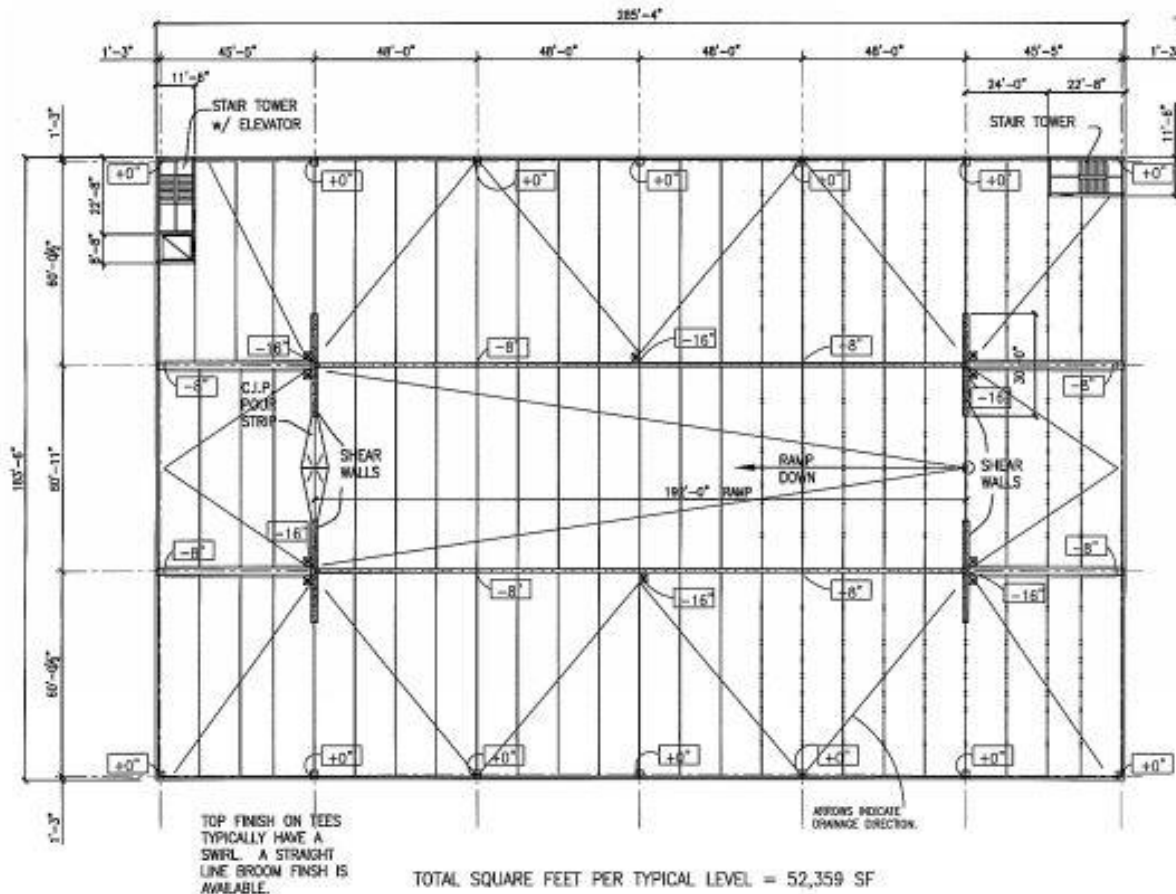 285'-4"
1'-3" 45'-5" 48'-0" 48'-0" 48'-0" 48'-0" 45'-5" 1'-3"
11'-8" 24'-0" 22'-8"
STAIR TOWER
w/ ELEVATOR
STAIR TOWER
1'-3"
11'-8"
+0" +0" +0" +0" +0" +0" +0"
22'-8"
60'-0½"
-16" -8" -16" -8"
30'-0"
-8" -16" -8"
C.I.P.
POUR
STRIP
SHEAR
WALLS
RAMP
DOWN
SHEAR
WALLS
183'-6"
60'-11"
192'-0" RAMP
-8" -16" -8"
-8" -16" -8" -16"
60'-0½"
+0" +0" +0" +0" +0" +0" +0"
1'-3"
TOP FINISH ON TEES
TYPICALLY HAVE A
SWIRL. A STRAIGHT
LINE BROOM FINSH IS
AVAILABLE.
ARROWS INDICATE
DRAINAGE DIRECTION.
TOTAL SQUARE FEET PER TYPICAL LEVEL = 52,359 SF